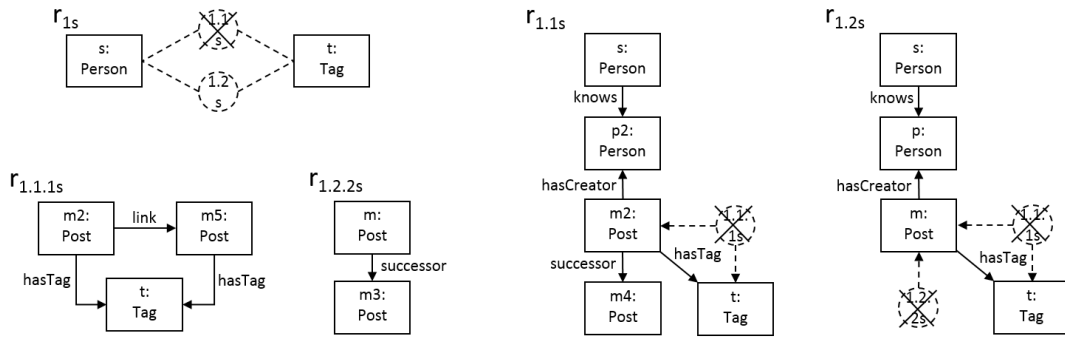 r1s
s:
Person
1.1
s
1.2
s
t:
Tag
r1.1.1s
m2:
Post
link
m5:
Post
hasTag
hasTag
t:
Tag
r1.2.2s
m:
Post
successor
m3:
Post
r1.1s
s:
Person
knows
p2:
Person
hasCreator
m2:
Post
1.1.
1s
successor
hasTag
m4:
Post
t:
Tag
r1.2s
s:
Person
knows
p:
Person
hasCreator
m:
Post
1.1.
1s
hasTag
1.2.
2s
t:
Tag